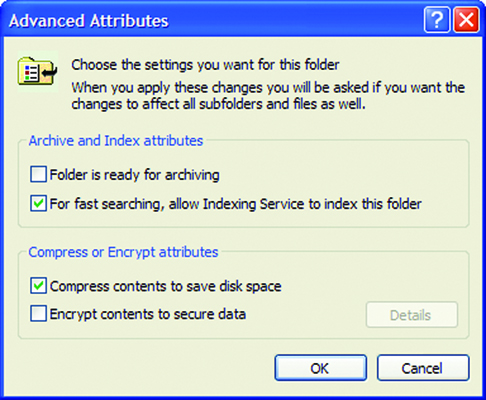 Advanced Attributes
?
Choose the settings you want for this folder
When you apply these changes you will be asked if you want the
changes to affect all subfolders and files as well.
Archive and Index attributes
Folder is ready for archiving
For fast searching, allow Indexing Service to index this folder
Compress or Encrypt attributes
Compress contents to save disk space
Encrypt contents to secure data
Details
OK
Cancel